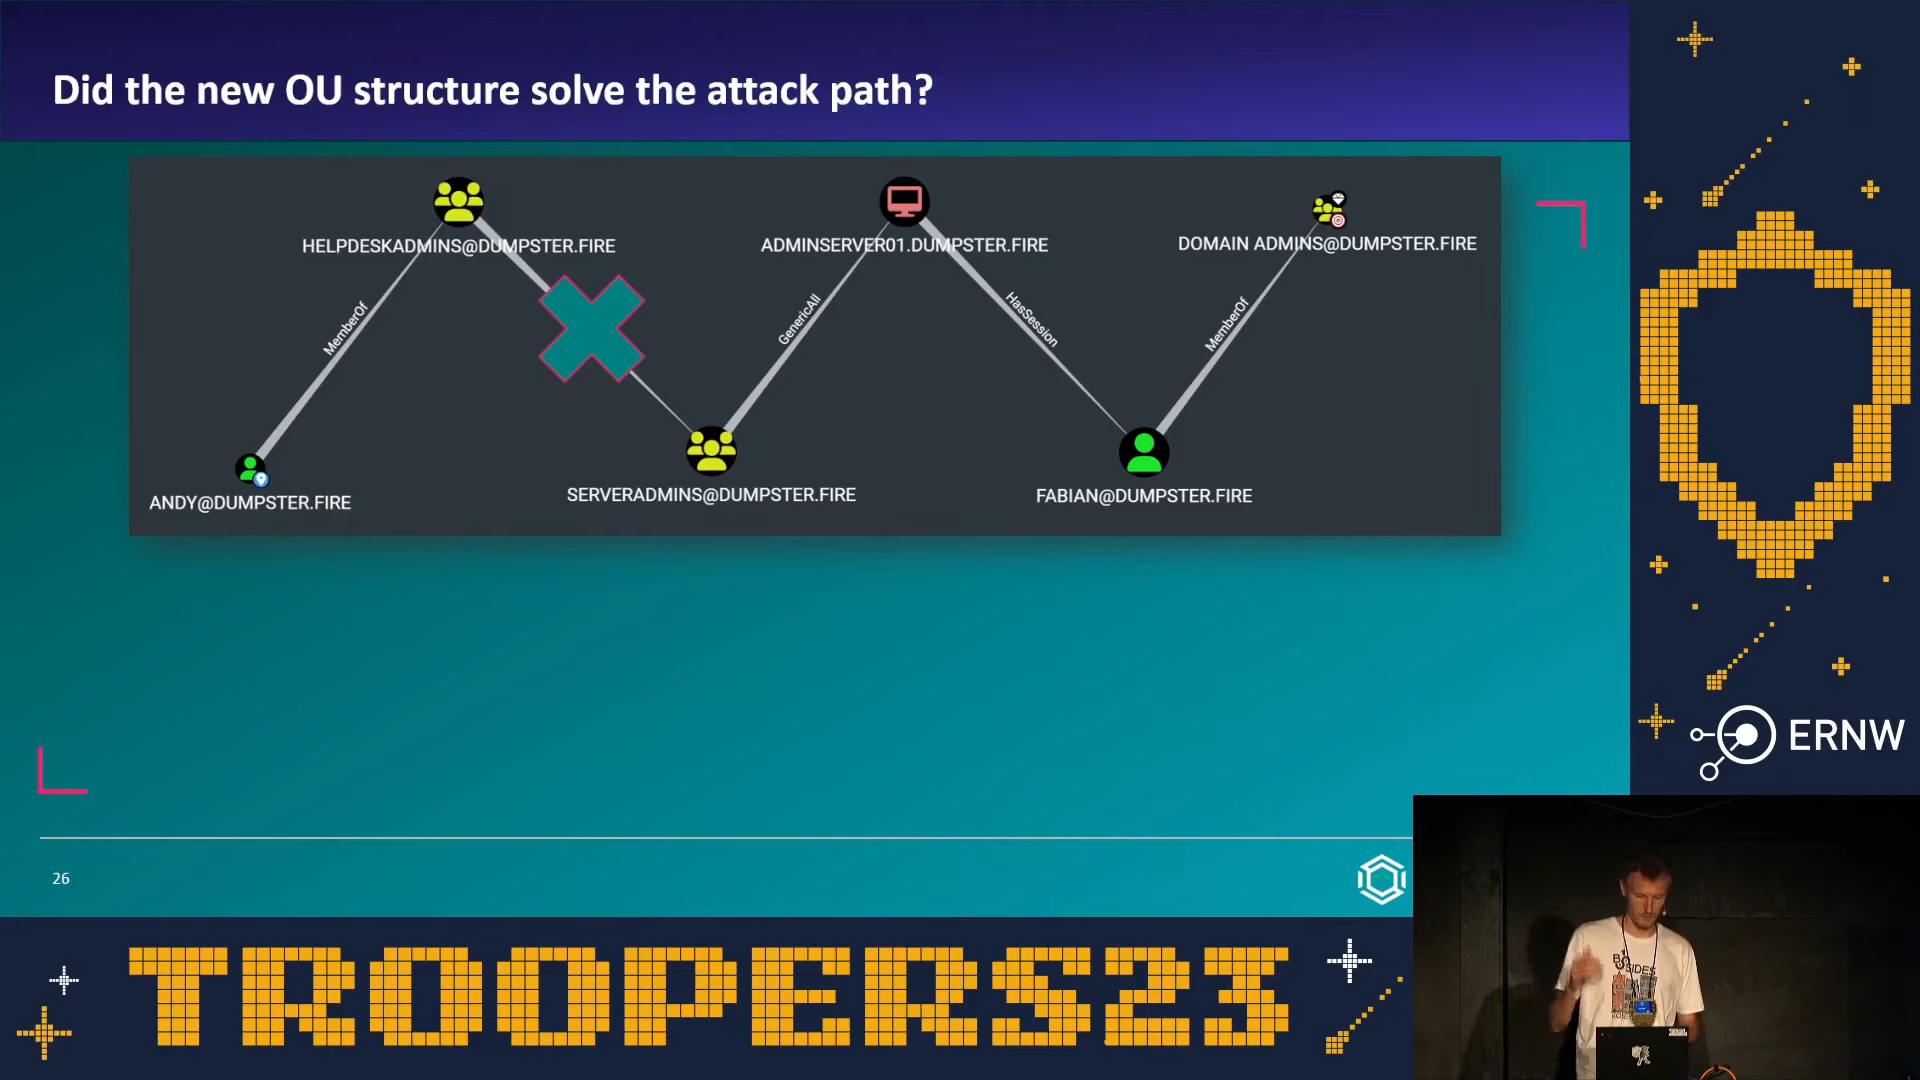 Did the new OU structure solve the attack path?
HELPDESKADMINS@DUMPSTER.FIRE
ADMINSERVER01.DUMPSTER.FIRE
DOMAIN ADMINS@DUMPSTER.FIRE
MemberOf
GenericAll
HasSession
MemberOf
ANDY@DUMPSTER.FIRE
SERVERADMINS@DUMPSTER.FIRE
FABIAN@DUMPSTER.FIRE
ERNW
26
TROOPERS23
SIDES